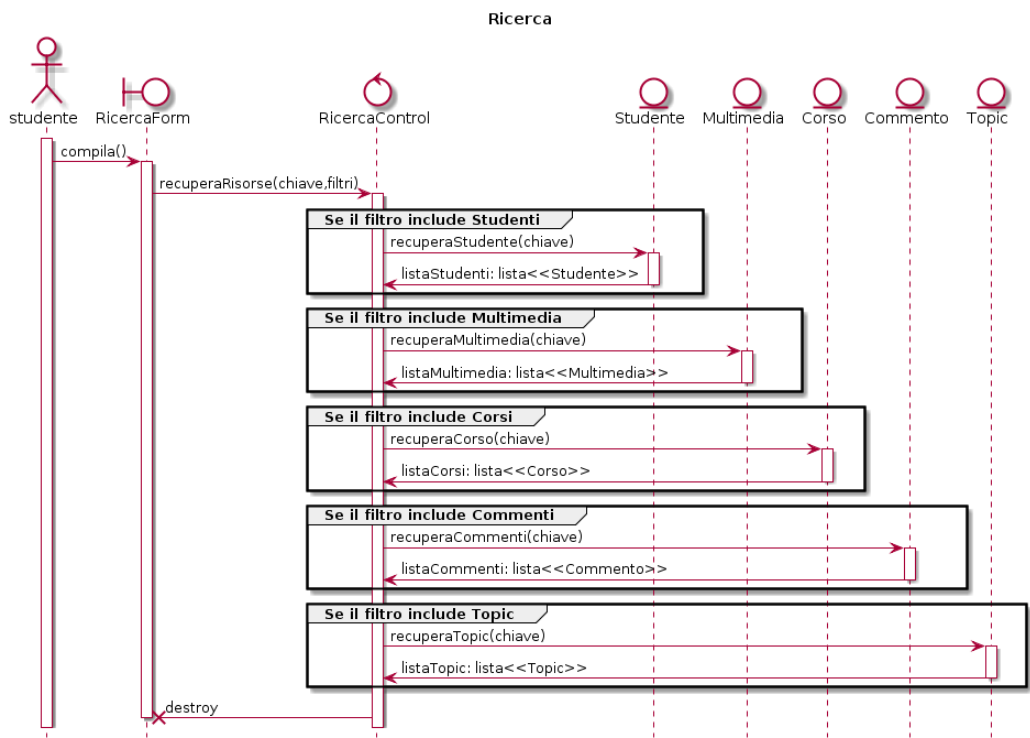 Ricerca
studente
RicercaForm
RicercaControl
Studente
Multimedia
Corso
Commento
Topic
compila()
recuperaRisorse(chiave,filtri)
Se il filtro include Studenti
recuperaStudente(chiave)
listaStudenti: lista<<Studente>>
Se il filtro include Multimedia
recuperaMultimedia(chiave)
listaMultimedia: lista<<Multimedia>>
Se il filtro include Corsi
recuperaCorso(chiave)
listaCorsi: lista<<Corso>>
Se il filtro include Commenti
recuperaCommenti(chiave)
listaCommenti: lista<<Commento>>
Se il filtro include Topic
recuperaTopic(chiave)
listaTopic: lista<<Topic>>
destroy